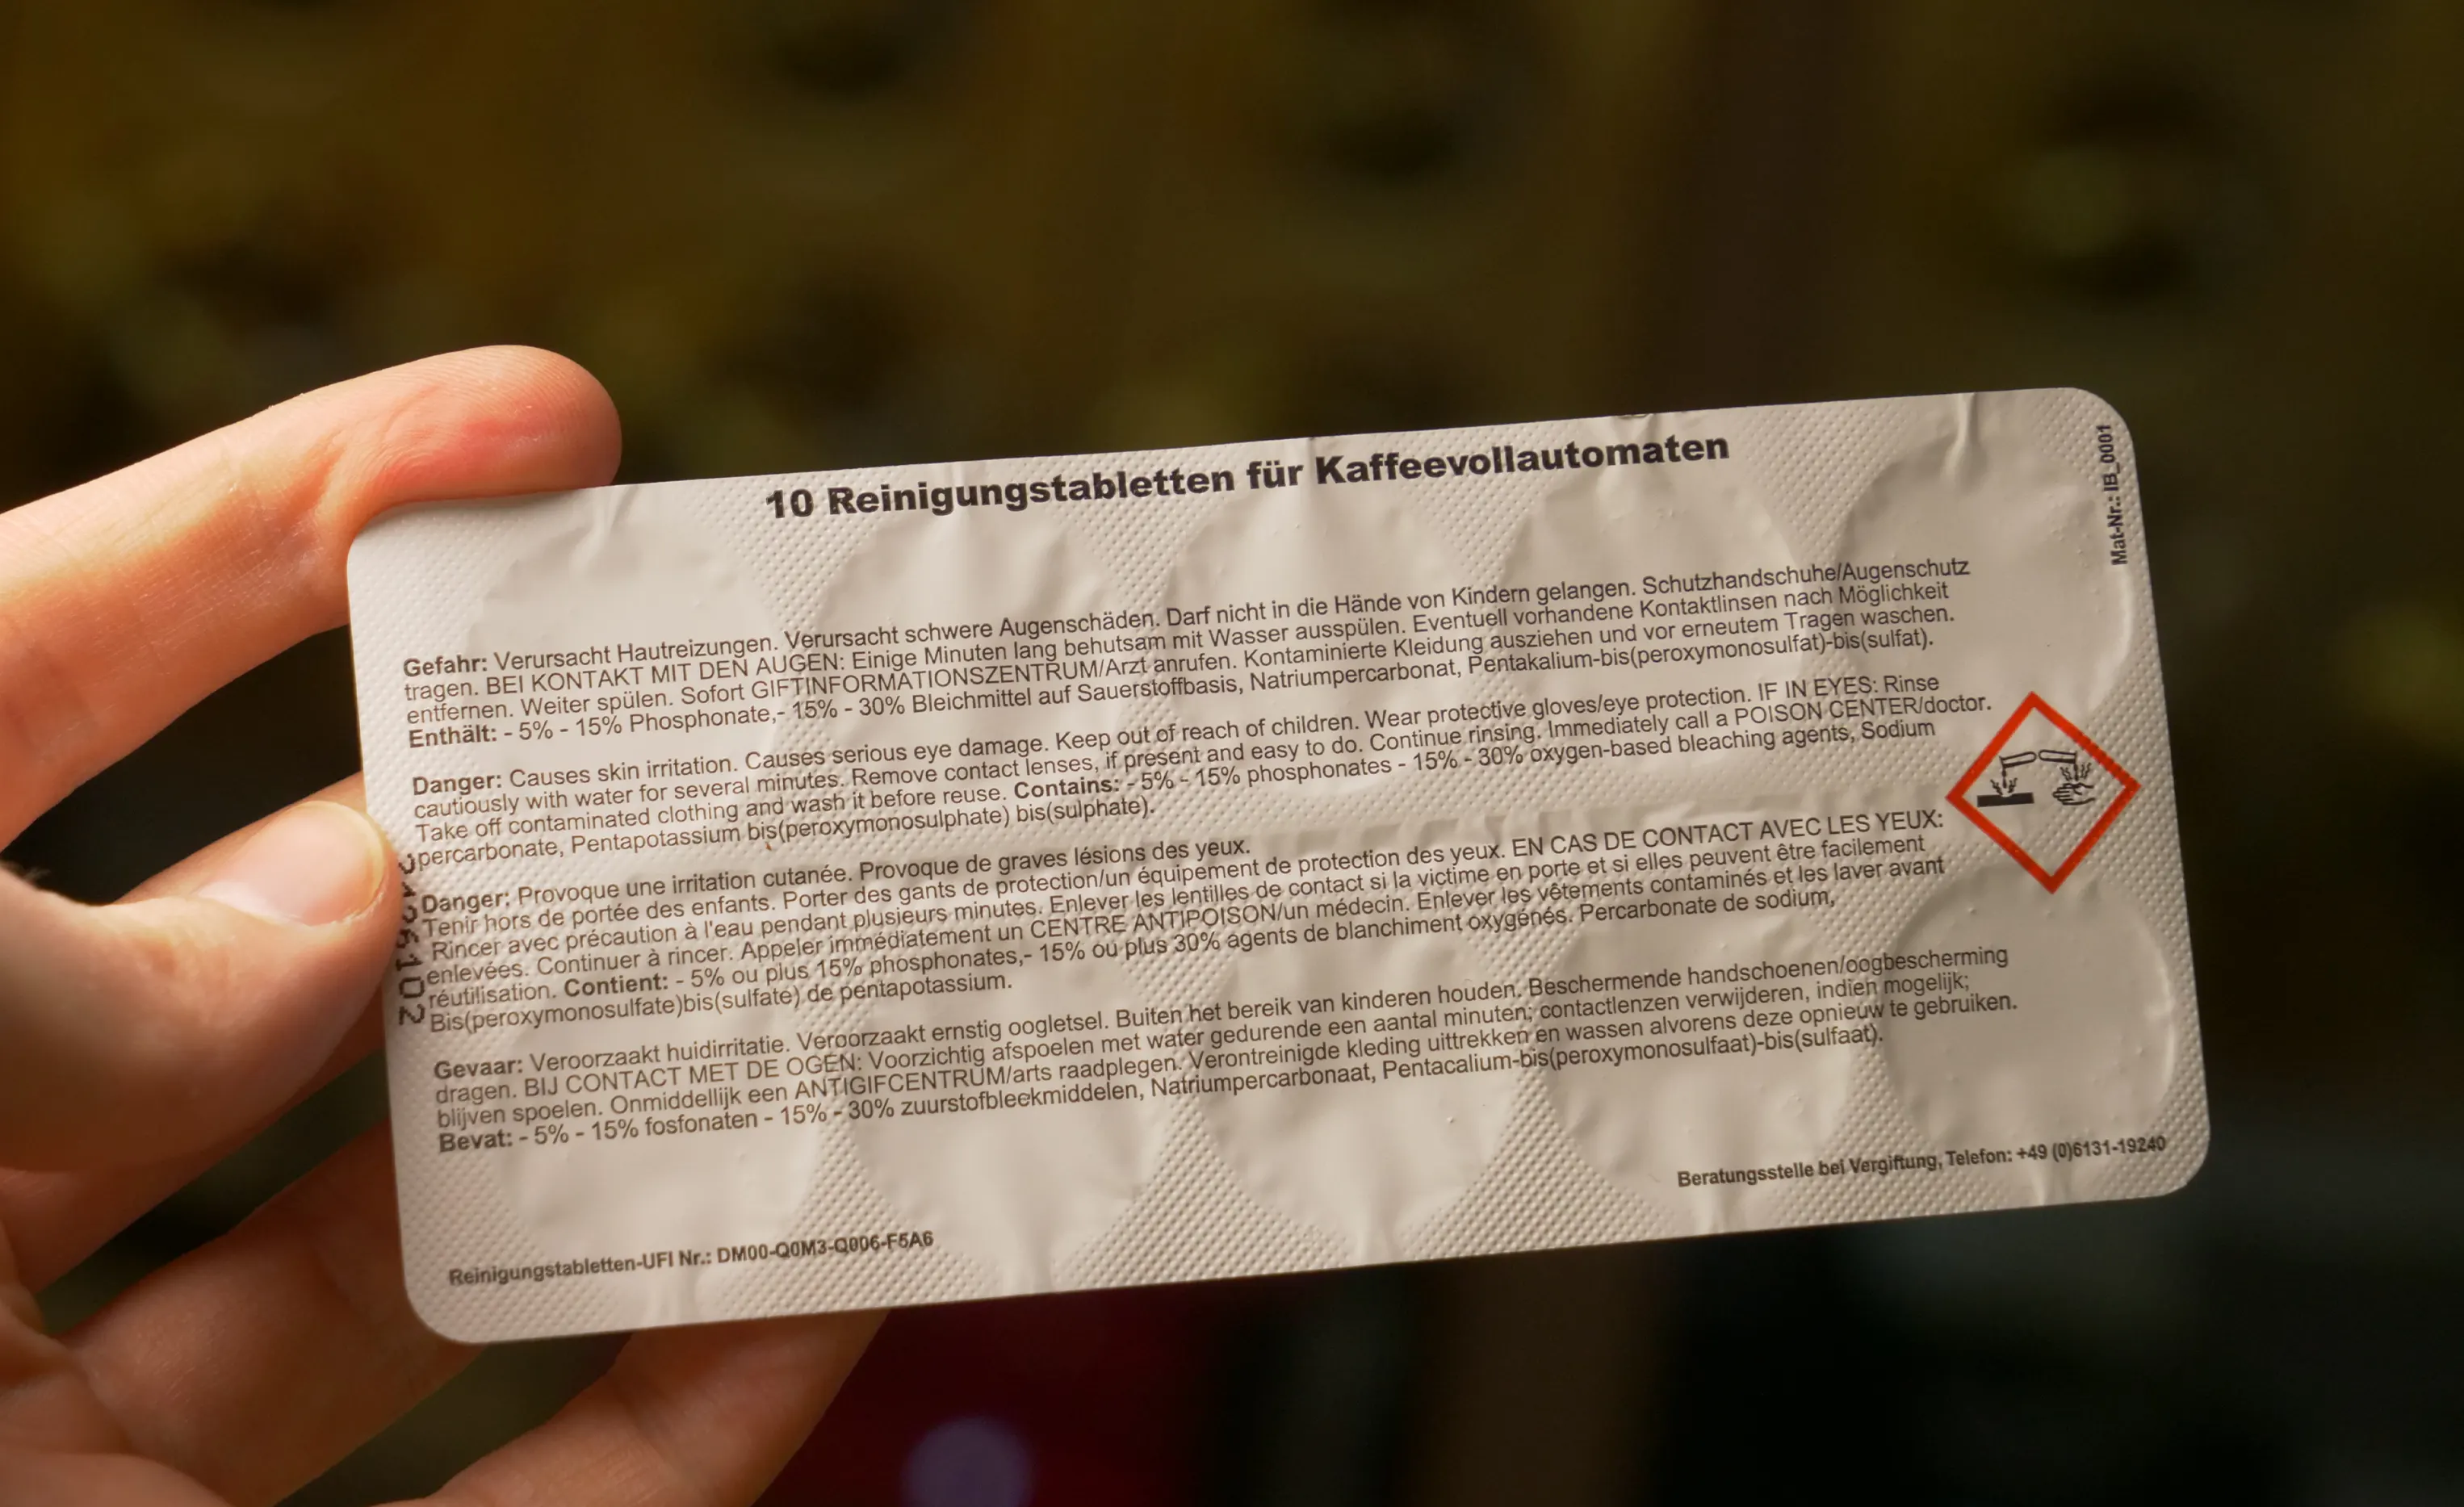 10 Reinigungstabletten für Kaffeevollautomaten
Mat-Nr.: IB_0001
Gefahr: Verursacht Hautreizungen. Verursacht schwere Augenschäden. Darf nicht in die Hände von Kindern gelangen. Schutzhandschuhe/Augenschutz
tragen. BEI KONTAKT MIT DEN AUGEN: Einige Minuten lang behutsam mit Wasser ausspülen. Eventuell vorhandene Kontaktlinsen nach Möglichkeit
entfernen. Weiter spülen. Sofort GIFTINFORMATIONSZENTRUM/Arzt anrufen. Kontaminierte Kleidung ausziehen und vor erneutem Tragen waschen.
Enthält: - 5% - 15% Phosphonate,- 15% - 30% Bleichmittel auf Sauerstoffbasis, Natriumpercarbonat, Pentakalium-bis(peroxymonosulfat)-bis(sulfat).
Danger: Causes skin irritation. Causes serious eye damage. Keep out of reach of children. Wear protective gloves/eye protection. IF IN EYES: Rinse
cautiously with water for several minutes. Remove contact lenses, if present and easy to do. Continue rinsing. Immediately call a POISON CENTER/doctor.
Take off contaminated clothing and wash it before reuse. Contains: - 5% - 15% phosphonates - 15% - 30% oxygen-based bleaching agents, Sodium
percarbonate, Pentapotassium bis(peroxymonosulphate) bis(sulphate).
Danger: Provoque une irritation cutanée. Provoque de graves lésions des yeux.
Tenir hors de portée des enfants. Porter des gants de protection/un équipement de protection des yeux. EN CAS DE CONTACT AVEC LES YEUX:
Rincer avec précaution à l'eau pendant plusieurs minutes. Enlever les lentilles de contact si la victime en porte et si elles peuvent être facilement
enlevées. Continuer à rincer. Appeler immédiatement un CENTRE ANTIPOISON/un médecin. Enlever les vêtements contaminés et les laver avant
réutilisation. Contient: - 5% ou plus 15% phosphonates,- 15% ou plus 30% agents de blanchiment oxygénés. Percarbonate de sodium,
Bis(peroxymonosulfate)bis(sulfate) de pentapotassium.
Gevaar: Veroorzaakt huidirritatie. Veroorzaakt ernstig oogletsel. Buiten het bereik van kinderen houden. Beschermende handschoenen/oogbescherming
dragen. BIJ CONTACT MET DE OGEN: Voorzichtig afspoelen met water gedurende een aantal minuten; contactlenzen verwijderen, indien mogelijk;
blijven spoelen. Onmiddellijk een ANTIGIFCENTRUM/arts raadplegen. Verontreinigde kleding uittrekken en wassen alvorens deze opnieuw te gebruiken.
Bevat: - 5% - 15% fosfonaten - 15% - 30% zuurstofbleekmiddelen, Natriumpercarbonaat, Pentacalium-bis(peroxymonosulfaat)-bis(sulfaat).
Beratungsstelle bei Vergiftung, Telefon: +49 (0)6131-19240
Reinigungstabletten-UFI Nr.: DM00-Q0M3-Q006-F5A6